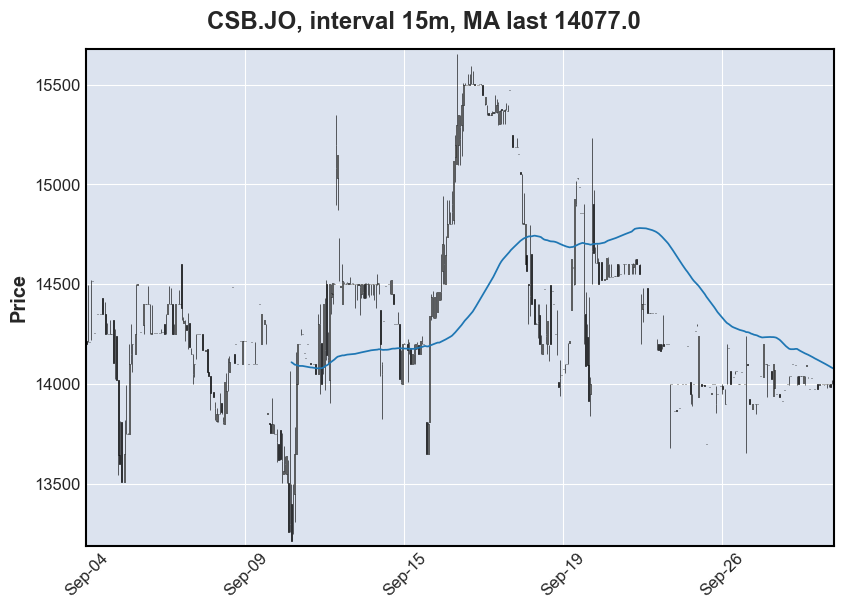 CSB.JO, interval 15m, MA last 14077.0
Price
15500
15000
14500
14000
13500
Sep-04
Sep-09
Sep-15
Sep-19
Sep-26